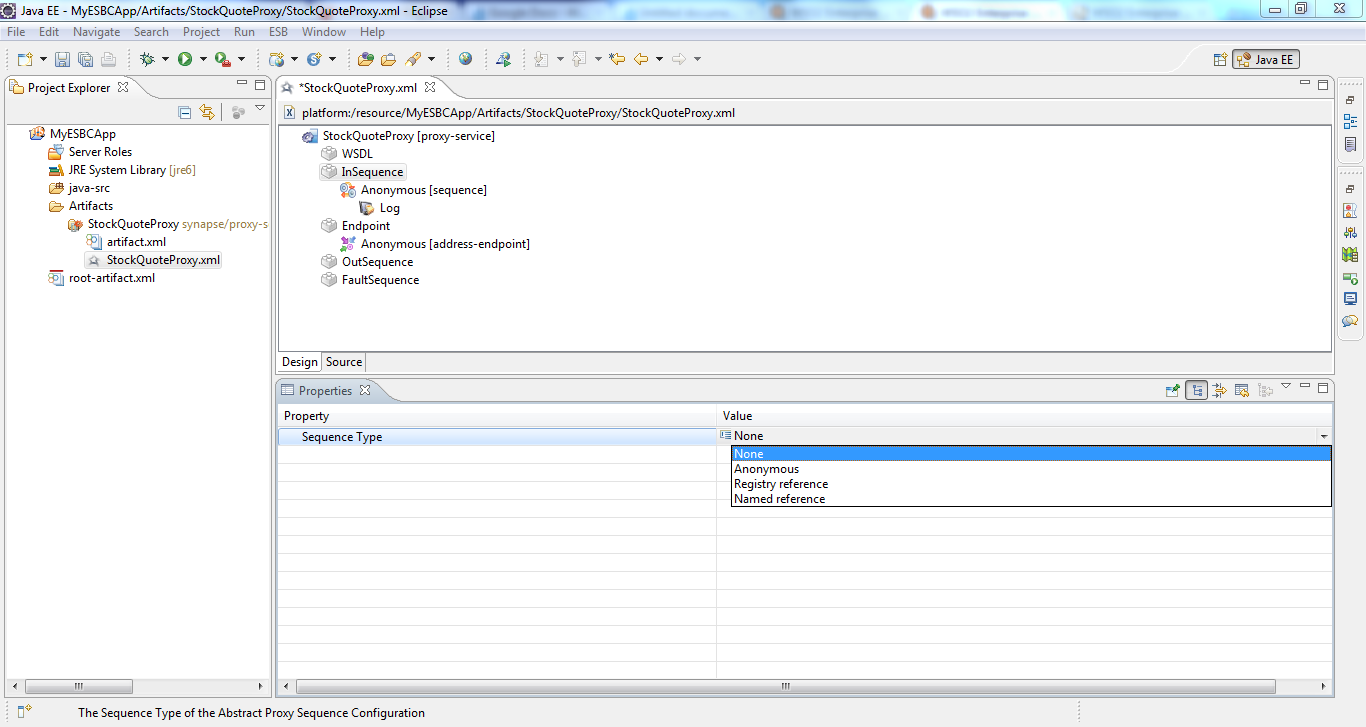 Java EE - MyESBCApp/Artifacts/StockQuoteProxy/StockQuoteProxy.xml - Eclipse
File Edit Navigate Search Project Run ESB Window Help
Java EE
Project Explorer
MyESBCApp
Server Roles
JRE System Library [jre6]
java-src
Artifacts
StockQuoteProxy synapse/proxy-s
artifact.xml
StockQuoteProxy.xml
root-artifact.xml
*StockQuoteProxy.xml
platform:/resource/MyESBCApp/Artifacts/StockQuoteProxy/StockQuoteProxy.xml
StockQuoteProxy [proxy-service]
WSDL
InSequence
Anonymous [sequence]
Log
Endpoint
Anonymous [address-endpoint]
OutSequence
FaultSequence
Design Source
Properties
Property Value
Sequence Type None
None
Anonymous
Registry reference
Named reference
The Sequence Type of the Abstract Proxy Sequence Configuration